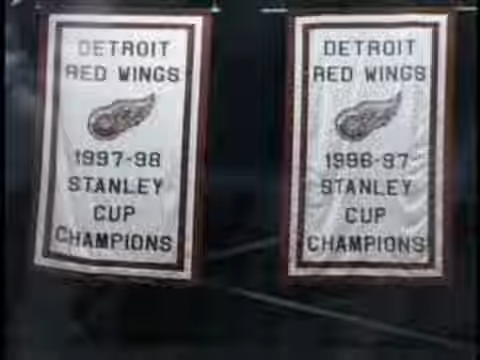 DETROIT
RED WINGS
1997-98
STANLEY
CUP
CHAMPIONS
DETROIT
RED WINGS
1996-97
STANLEY
CUP
CHAMPIONS